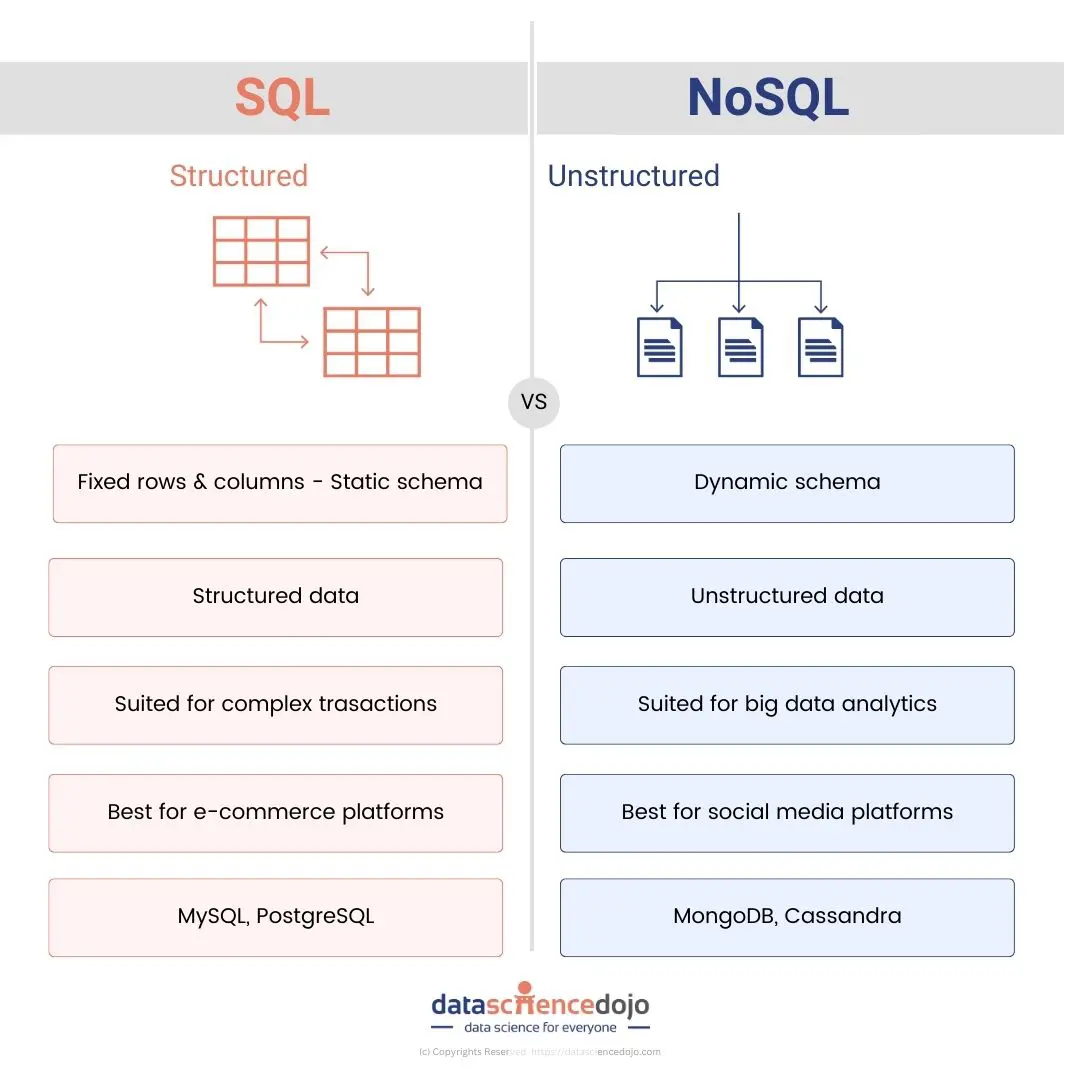 SQL
NoSQL
Structured
Unstructured
VS
Fixed rows & columns - Static schema
Dynamic schema
Structured data
Unstructured data
Suited for complex trasactions
Suited for big data analytics
Best for e-commerce platforms
Best for social media platforms
MySQL, PostgreSQL
MongoDB, Cassandra
datasciencedojo
data science for everyone
(c) Copyrights Reserved https://datasciencedojo.com